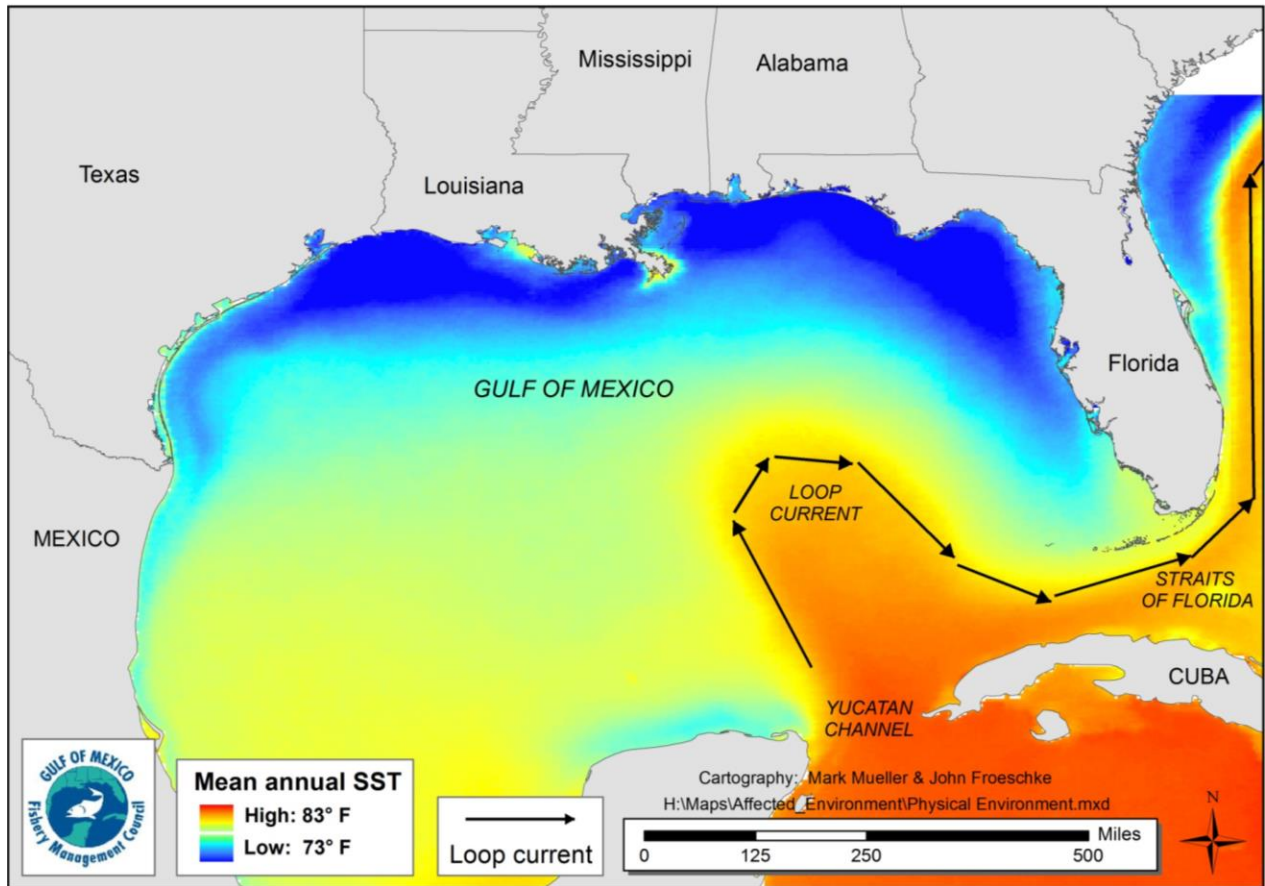 Mississippi
Alabama
Texas
Louisiana
Florida
GULF OF MEXICO
LOOP
CURRENT
MEXICO
STRAITS
OF FLORIDA
CUBA
YUCATAN
CHANNEL
GULF OF MEXICO
Fishery Management Council
Mean annual SST
High: 83° F
Low: 73° F
Loop current
Cartography: Mark Mueller & John Froeschke
H:\Maps\Affected_Environment\Physical Environment.mxd
Miles
0 125 250 500
N